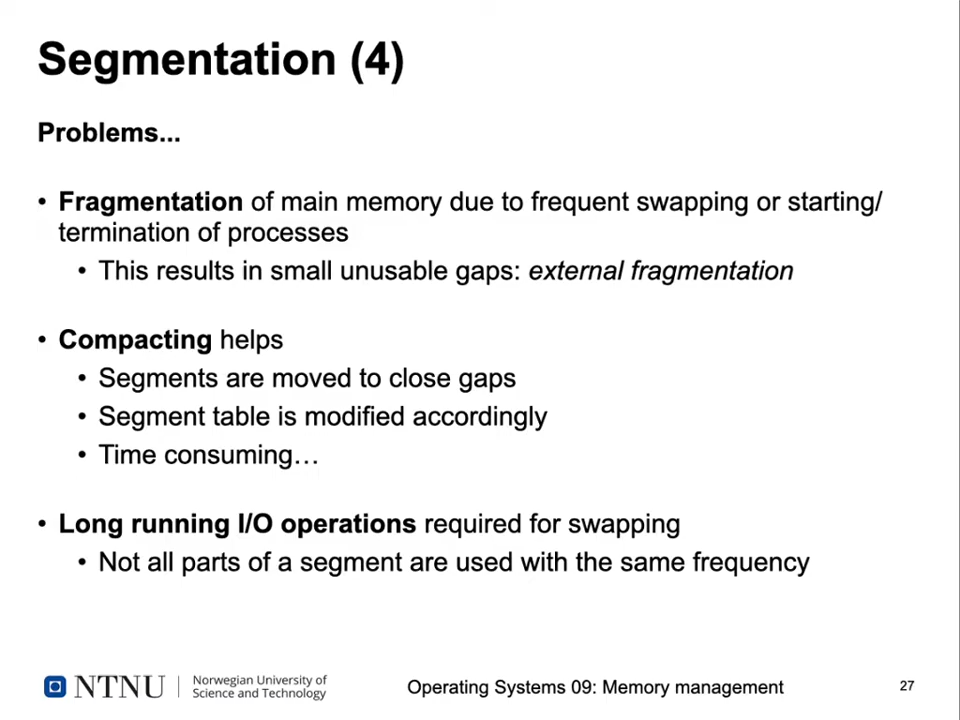 Segmentation (4)
Problems...
• Fragmentation of main memory due to frequent swapping or starting/
termination of processes
• This results in small unusable gaps: external fragmentation
• Compacting helps
• Segments are moved to close gaps
• Segment table is modified accordingly
• Time consuming…
• Long running I/O operations required for swapping
• Not all parts of a segment are used with the same frequency
NTNU
Norwegian University of
Science and Technology
Operating Systems 09: Memory management
27